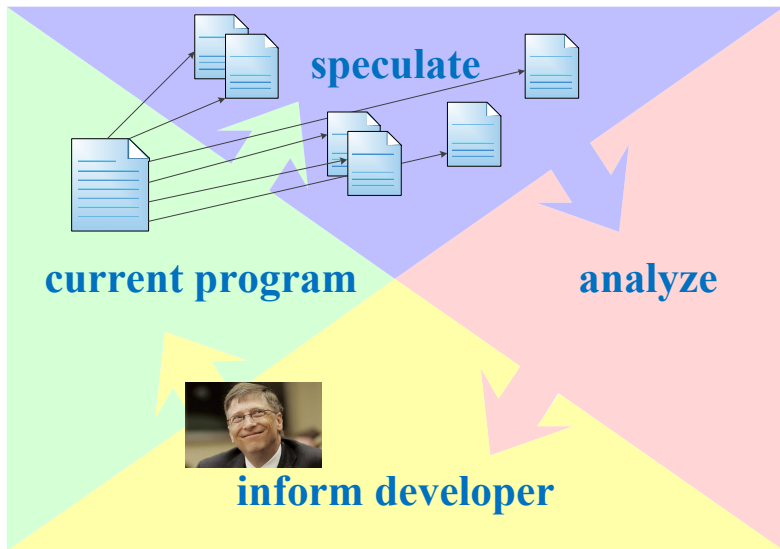 speculate
current program
analyze
inform developer